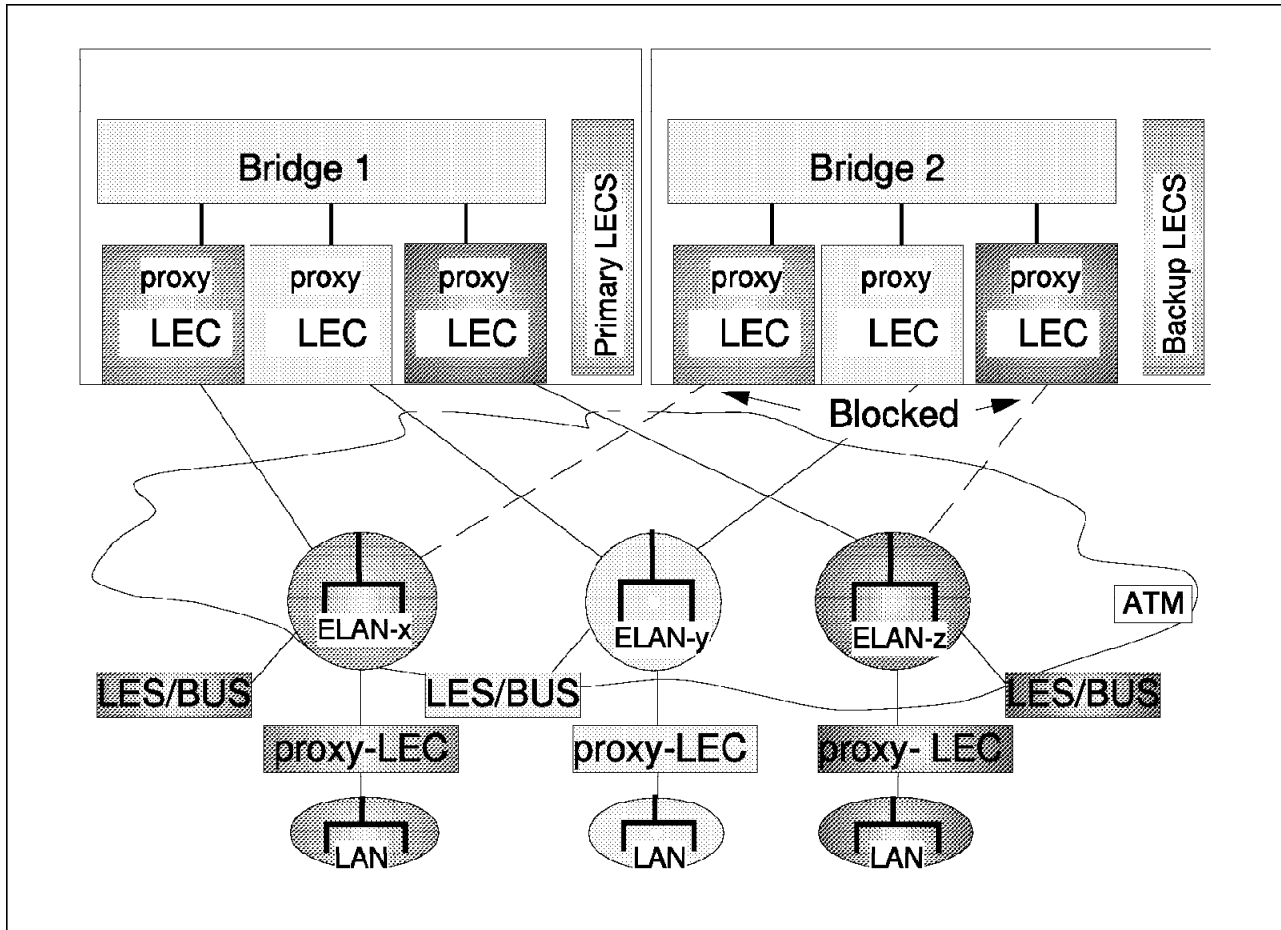 Bridge 1
Primary LECS
proxy
LEC
proxy
LEC
proxy
LEC
Bridge 2
Backup LECS
proxy
LEC
proxy
LEC
proxy
LEC
Blocked
ATM
ELAN-x
ELAN-y
ELAN-z
LES/BUS
LES/BUS
LES/BUS
proxy-LEC
proxy-LEC
proxy- LEC
LAN
LAN
LAN